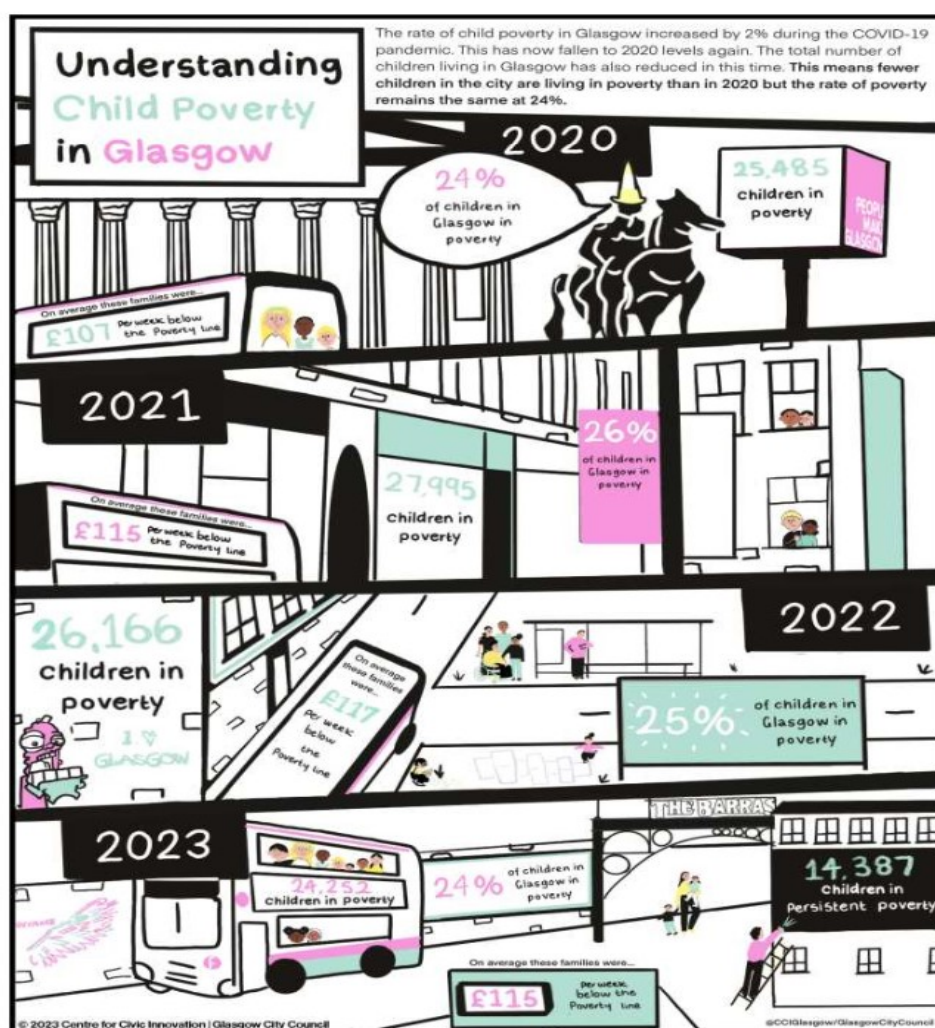 Understanding
Child Poverty
in Glasgow
The rate of child poverty in Glasgow increased by 2% during the COVID-19
pandemic. This has now fallen to 2020 levels again. The total number of
children living in Glasgow has also reduced in this time. This means fewer
children in the city are living in poverty than in 2020 but the rate of poverty
remains the same at 24%.
2020
24%
of children in
Glasgow in
poverty
25,485
children in
poverty
PEOPLE
MAKE
GLASGOW
On average these families were...
£107 Per week below
the Poverty line
2021
26%
of children in
Glasgow in
poverty
27,995
children in
poverty
On average these families were...
£115 Per week below
the Poverty line
2022
26,166
children in
poverty
I ♡
GLASGOW
On average
these families
were...
£117
Per week
below
the
Poverty line
25%
of children in
Glasgow in
poverty
2023
24,252
children in poverty
24%
of children in
Glasgow in
poverty
THE BARRAS
14,387
children in
Persistent poverty
On average these families were...
£115
Per week
below the
Poverty line
© 2023 Centre for Civic Innovation | Glasgow City Council
@CCIGlasgow/GlasgowCityCouncil